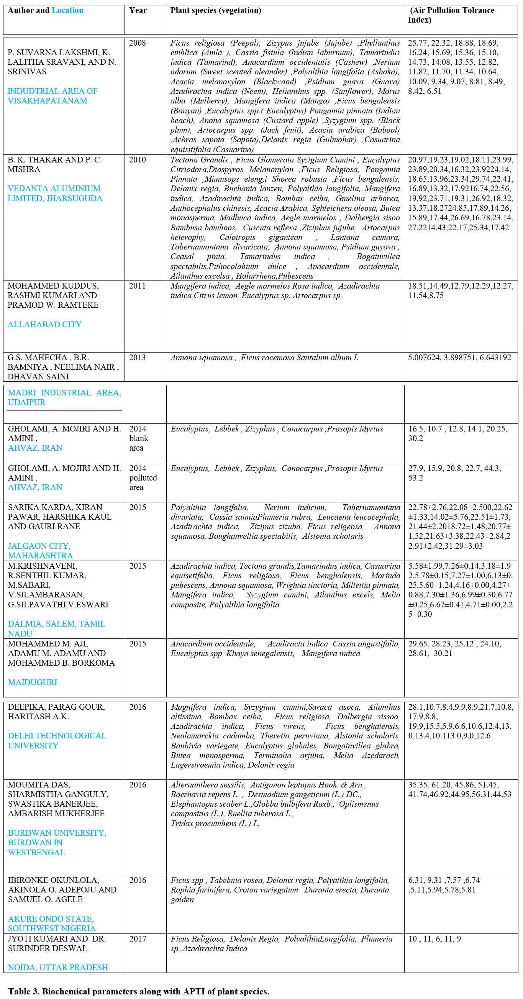 Author and Location
Year
Plant species (vegetation)
(Air Pollution Tolrance
Index)
P. SUVARNA LAKSHMI, K.
LALITHA SRAVANI, AND N.
SRINIVAS
INDUDTRIAL AREA OF
VISAKHAPATANAM
2008
Ficus religiosa (Peepal), Zizypus jujube (Jujube) ,Phyllanthus
emblica (Amla ), Cassia fistula (Indian laburnum), Tamarindus
indica (Tamarind), Anacardium occidentalis (Cashew) ,Nerium
odorum (Sweet scented oleander) ,Polyalthia longifolia (Ashoka),
Acacia melanoxylon (Blackwood) ,Psidium guava (Guava)
Azadirachta indica (Neem), Helianthus spp. (Sunflower), Morus
alba (Mulberry), Mangifera indica (Mango) ,Ficus bengalensis
(Banyan) ,Eucalyptus spp.( Eucalyptus) Pongamia pinnata (Indian
beach), Anona squamosa (Custard apple) ,Syzygium spp. (Black
plum), Artocarpus spp. (Jack fruit), Acacia arabica (Babool)
,Achras sapota (Sapota),Delonix regia (Gulmohar) ,Casuarina
equisitifolia (Casuarina)
25.77, 22.32, 18.88, 18.69,
16.24, 15.69, 15.36, 15.10,
14.73, 14.08, 13.55, 12.82,
11.82, 11.70, 11.34, 10.64,
10.09, 9.34, 9.07, 8.81, 8.49,
8.42, 6.51
B. K. THAKAR AND P. C.
MISHRA
VEDANTA ALUMINIUM
LIMITED, JHARSUGUDA
2010
Tectona Grandis , Ficus Glomerata Syzigium Cumini , Eucalyptus
Citriodora,Diospyros Melanonylon ,Ficus Religiosa, Pongamia
Pinnata ,Mimusops eleng,i Shorea robusta ,Ficus bengalensis,
Delonix regia, Buchania lanzen, Polyalthia longifolia, Mangifera
indica, Azadirachta indica, Bombax ceiba, Gmelina arborea,
Anthocephalus chinesis, Acacia Arabica, Sghleichera oleosa, Butea
monosperma, Madhuca indica, Aegle marmelos , Dalbergia sisoo
Bambusa bamboos, Cuscuta reflexa ,Ziziphus jujube, Artocarpus
heterophy, Calotropis gigantean , Lantana camara,
Tabernamontana divaricata, Annona squamosa, Psidium guyava ,
Ceasal pinia, Tamarindus indica , Bogainvillea
spectabilis,Pithocolobium dulce , Anacardium occidentale,
Ailanthus excelsa , Holarrhena,Pubescens
20.97,19.23,19.02,18.11,23.99,
23.89,20.34,16.32,23.9224.14,
18.65,13.96,23.34,29.74,22.41,
16.89,13.32,17.9216.74,22.56,
19.92,23.71,19.31,26.92,18.32,
13.37,18.2724.85,17.89,14.26,
15.89,17.44,26.69,16.78,23.14,
27.2214.43,22.17,25.34,17.42
MOHAMMED KUDDUS,
RASHMI KUMARI AND
PRAMOD W. RAMTEKE
ALLAHABAD CITY
2011
Mangifera indica, Aegle marmelos Rosa indica, Azadirachta
indica Citrus lemon, Eucalyptus sp. Artocarpus sp.
18.51,14.49,12.79,12.29,12.27,
11.54,8.75
G.S. MAHECHA , B.R.
BAMNIYA , NEELIMA NAIR ,
DHAVAN SAINI
2013
Annona squamosa , Ficus racemosa Santalum album L
5.007624, 3.898751, 6.643192
MADRI INDUSTRIAL AREA,
UDAIPUR
GHOLAMI, A. MOJIRI AND H.
AMINI ,
AHVAZ, IRAN
2014
blank
area
Eucalyptus, Lebbek , Zizyphus , Conocarpus ,Prosopis Myrtus
16.5, 10.7 , 12.8, 14.1, 20.25,
30.2
GHOLAMI, A. MOJIRI AND H.
AMINI ,
AHVAZ, IRAN
2014
polluted
area
Eucalyptus, Lebbek , Zizyphus, Conocarpus ,Prosopis Myrtus
27.9, 15.9, 20.8, 22.7, 44.3,
53.2
SARIKA KARDA, KIRAN
PAWAR, HARSHIKA KAUL
AND GAURI RANE
JALGAON CITY,
MAHARASHTRA
2015
Polyalthia longifolia, Nerium indicum, Tabernamontana
divariata, Cassia saimiaPlumeria rubra, Leucaena leucocephala,
Azadirachta indica, Zizipus zizuba, Ficus religeosa, Annona
squamosa, Boughanvellia spectabilis, Alstonia scholaris
22.78±2.76,22.08±2.500,22.62
±1.33,14.02±5.76,22.51±1.73,
21.44±2.2018.72±1.48,20.77±
1.52,21.63±3.38,22.43±2.84,2
2.91±2.42,31.29±3.03
M.KRISHNAVENI,
R.SENTHIL KUMAR,
M.SABARI,
V.SILAMBARASAN,
G.SILPAVATHI,V.ESWARI
DALMIA, SALEM, TAMIL
NADU
2015
Azadirachta indica, Tectona grandis,Tamarindus indica, Casuarina
equisetifolia, Ficus religiosa, Ficus benghalensis, Morinda
pubescens, Annona squamosa, Wrightia tinctoria, Millettia pinnata,
Mangifera indica, Syzygium cumini, Ailanthus excels, Melia
composite, Polyalthia longifolia
5.58±1.99,7.26±0.14,3.18±1.9
2,5.78±0.15,7.27±1.00,6.13±0.
25,5.60±1.24,4.16±0.00,4.27±
0.88,7.30±1.36,6.99±0.30,6.77
±0.25,6.67±0.41,4.71±0.00,2.2
5±0.30
MOHAMMED M. AJI,
ADAMU M. ADAMU AND
MOHAMMED B. BORKOMA
MAIDUGURI
2015
Anacardium occidentale, Azadiracta indica Cassia angustifolia,
Eucalyptus spp Khaya senegalensis, Mangifera indica
29.65, 28.23, 25.12 , 24.10,
28.61, 30.21
DEEPIKA, PARAG GOUR,
HARITASH A.K.
DELHI TECHNOLOGICAL
UNIVERSITY
2016
Magnifera indica, Syzygium cumini,Saraca asoca, Ailanthus
altissima, Bombax ceiba, Ficus religiosa, Dalbergia sissoo,
Azadirachta indica, Ficus virens, Ficus benghalensis,
Neolamarckia cadamba, Thevetia peruviana, Alstonia scholaris,
Bauhivia variegate, Eucalyptus globules, Bougainvillea glabra,
Butea monosperma, Terminalia arjuna, Melia Azedarach,
Lagerstroemia indica, Delonix regia
28.1,10.7,8.4,9.9,8.9,21.7,10.8,
17.9,8.8,
19.9,15.5,5.9,6.6,10.6,12.4,13.
0,13.4,10.113.0,9.0,12.6
MOUMITA DAS,
SHARMISTHA GANGULY,
SWASTIKA BANERJEE,
AMBARISH MUKHERJEE
BURDWAN UNIVERSITY,
BURDWAN IN
WESTBENGAL
2016
Alternanthera sessilis, Antigonon leptopus Hook. & Arn.,
Boerhavia repens L. , Desmodium gangeticum (L.) DC.,
Elephantopus scaber L.,Globba bulbifera Roxb., Oplismenus
compositus (L.), Ruellia tuberosa L.,
Tridax procumbens (L.) L.
35.35, 61.20, 45.86, 51.45,
41.74,46.92,44.95,56.31,44.53
IBIRONKE OKUNLOLA,
AKINOLA O. ADEPOJU AND
SAMUEL O. AGELE
AKURE ONDO STATE,
SOUTHWEST NIGERIA
2016
Ficus spp , Tabebuia rosea, Delonix regia, Polyalthia longifolia,
Raphia farinifera, Croton variegatum Duranta erecta, Duranta
golden
6.31, 9.31 ,7.57 ,6.74
,5.11,5.94,5.78,5.81
JYOTI KUMARI AND DR.
SURINDER DESWAL
NOIDA, UTTAR PRADESH
2017
Ficus Religiosa, Delonix Regia, PolyalthiaLongifolia, Plumeria
sp.,Azadirachta Indica
10 , 11, 6, 11, 9
Table 3. Biochemical parameters along with APTI of plant species.